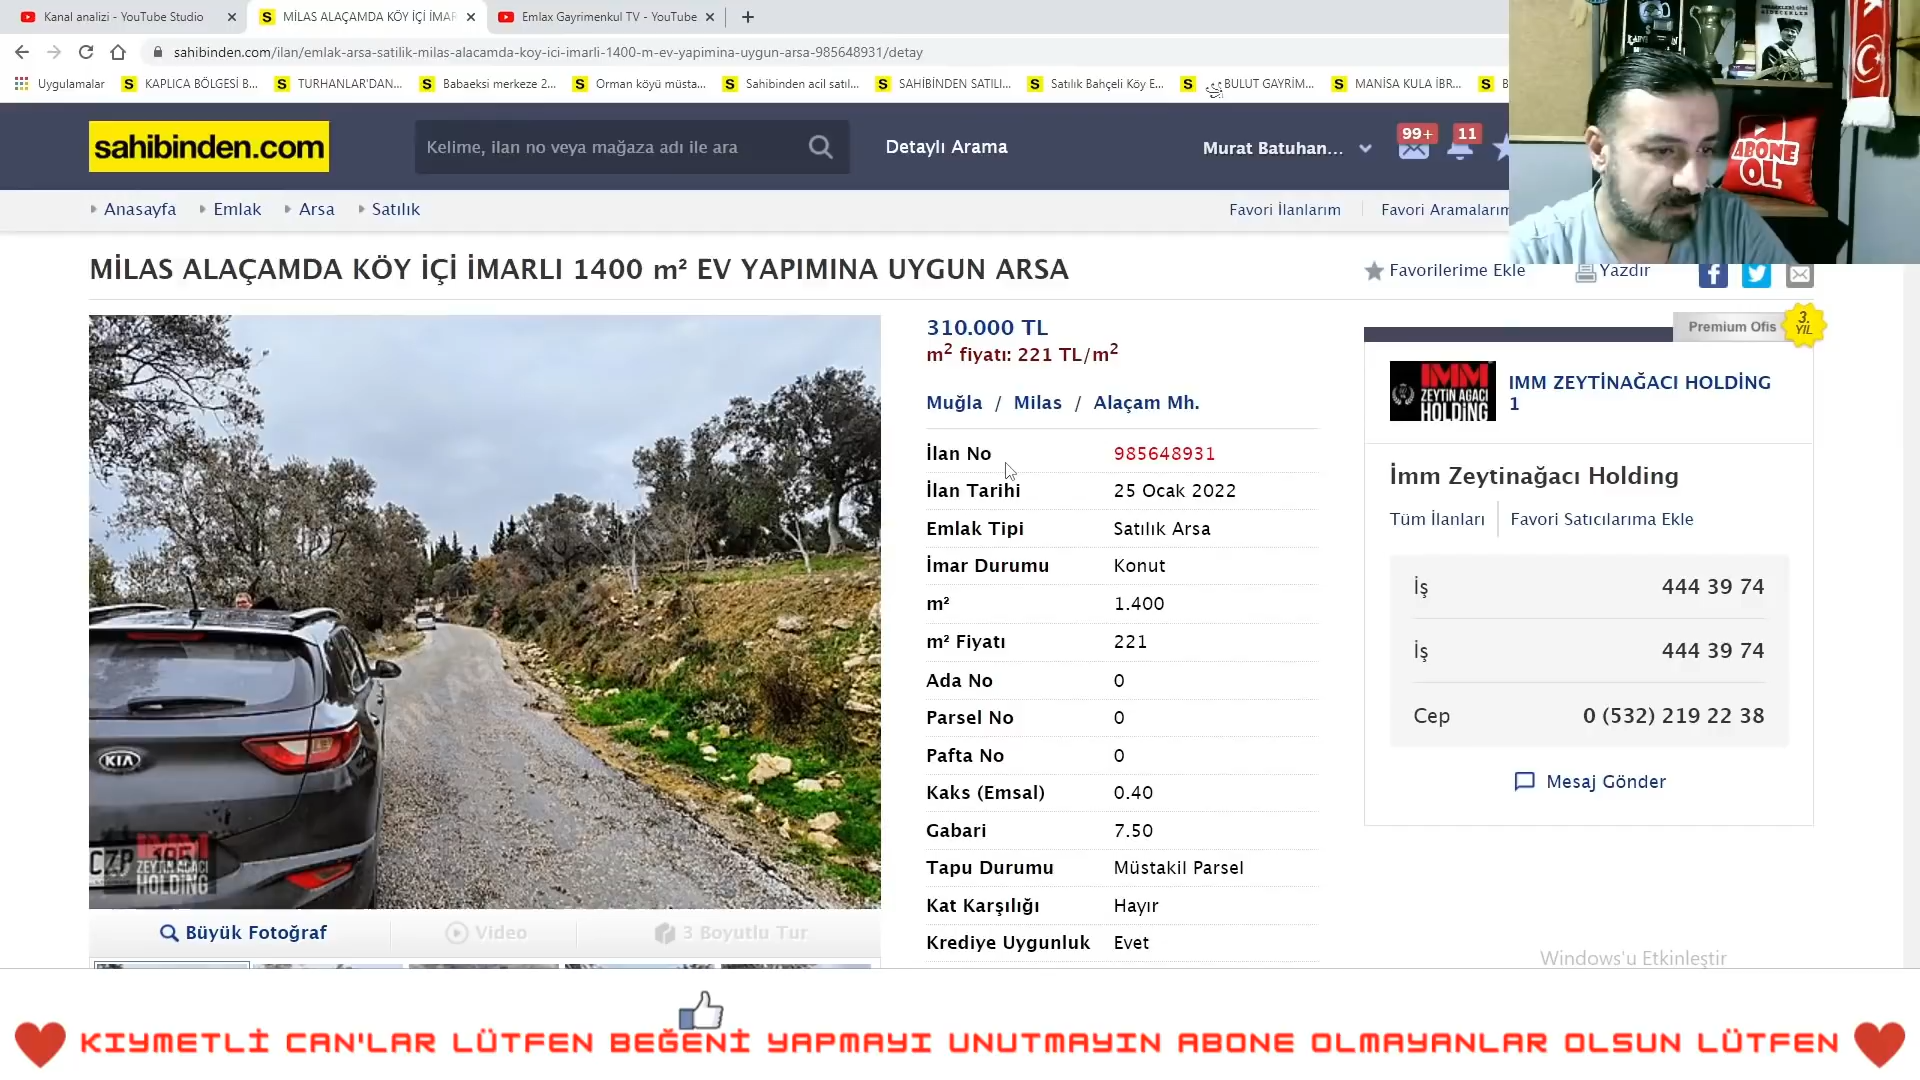 Kanal analizi - YouTube Studio
MİLAS ALAÇAMDA KÖY İÇİ İMAR
Emlax Gayrimenkul TV - YouTube
sahibinden.com/ilan/emlak-arsa-satilik-milas-alacamda-koy-ici-imarli-1400-m-ev-yapimina-uygun-arsa-985648931/detay
Uygulamalar
KAPLICA BÖLGESİ B...
TURHANLAR'DAN...
Babaeksi merkeze 2...
Orman köyü müsta...
Sahibinden acil satıl...
SAHİBİNDEN SATILI...
Satılık Bahçeli Köy E...
BULUT GAYRİM...
MANİSA KULA İBR...
B
ABONE
OL
sahibinden.com
Kelime, ilan no veya mağaza adı ile ara
Detaylı Arama
Murat Batuhan...
99+
11
Anasayfa
Emlak
Arsa
Satılık
Favori İlanlarım
Favori Aramalarım
MİLAS ALAÇAMDA KÖY İÇİ İMARLI 1400 m² EV YAPIMINA UYGUN ARSA
Favorilerime Ekle
Yazdır
310.000 TL
m² fiyatı: 221 TL/m²
Muğla / Milas / Alaçam Mh.
İlan No 985648931
İlan Tarihi 25 Ocak 2022
Emlak Tipi Satılık Arsa
İmar Durumu Konut
m² 1.400
m² Fiyatı 221
Ada No 0
Parsel No 0
Pafta No 0
Kaks (Emsal) 0.40
Gabari 7.50
Tapu Durumu Müstakil Parsel
Kat Karşılığı Hayır
Krediye Uygunluk Evet
Premium Ofis
3.
YIL
IMM
ZEYTİN AĞACI
HOLDİNG
IMM ZEYTİNAĞACI HOLDİNG
1
İmm Zeytinağacı Holding
Tüm İlanları
Favori Satıcılarıma Ekle
İş 444 39 74
İş 444 39 74
Cep 0 (532) 219 22 38
Mesaj Gönder
KIA
IMM
ZEYTİN AĞACI
HOLDİNG
Büyük Fotoğraf
Video
3 Boyutlu Tur
Windows'u Etkinleştir
KIYMETLİ CAN'LAR LÜTFEN BEĞENİ YAPMAYI UNUTMAYIN ABONE OLMAYANLAR OLSUN LÜTFEN